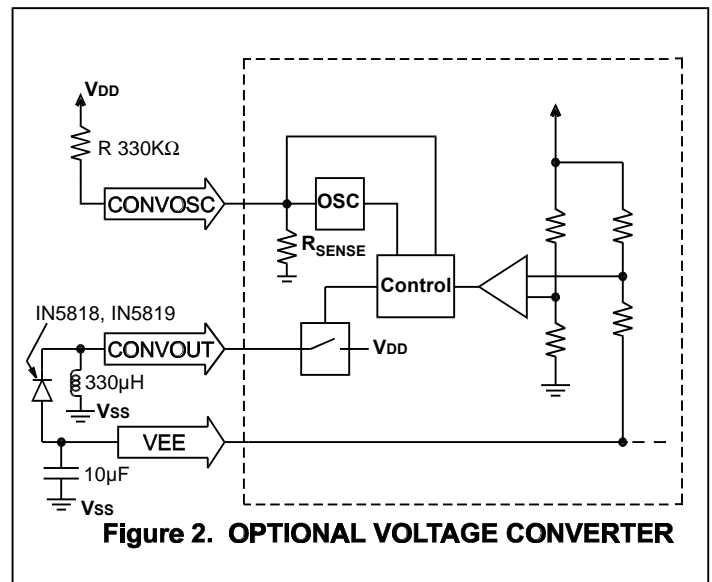 VDD
R 330KΩ
CONVOSC
OSC
RSENSE
Control
IN5818, IN5819
CONVOUT
VDD
330µH
VSS
VEE
10µF
VSS
Figure 2. OPTIONAL VOLTAGE CONVERTER